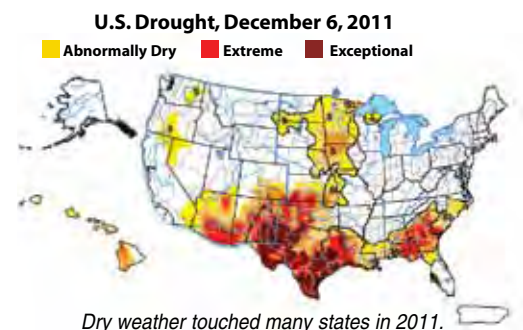 U.S. Drought, December 6, 2011
Abnormally Dry Extreme Exceptional
Dry weather touched many states in 2011.